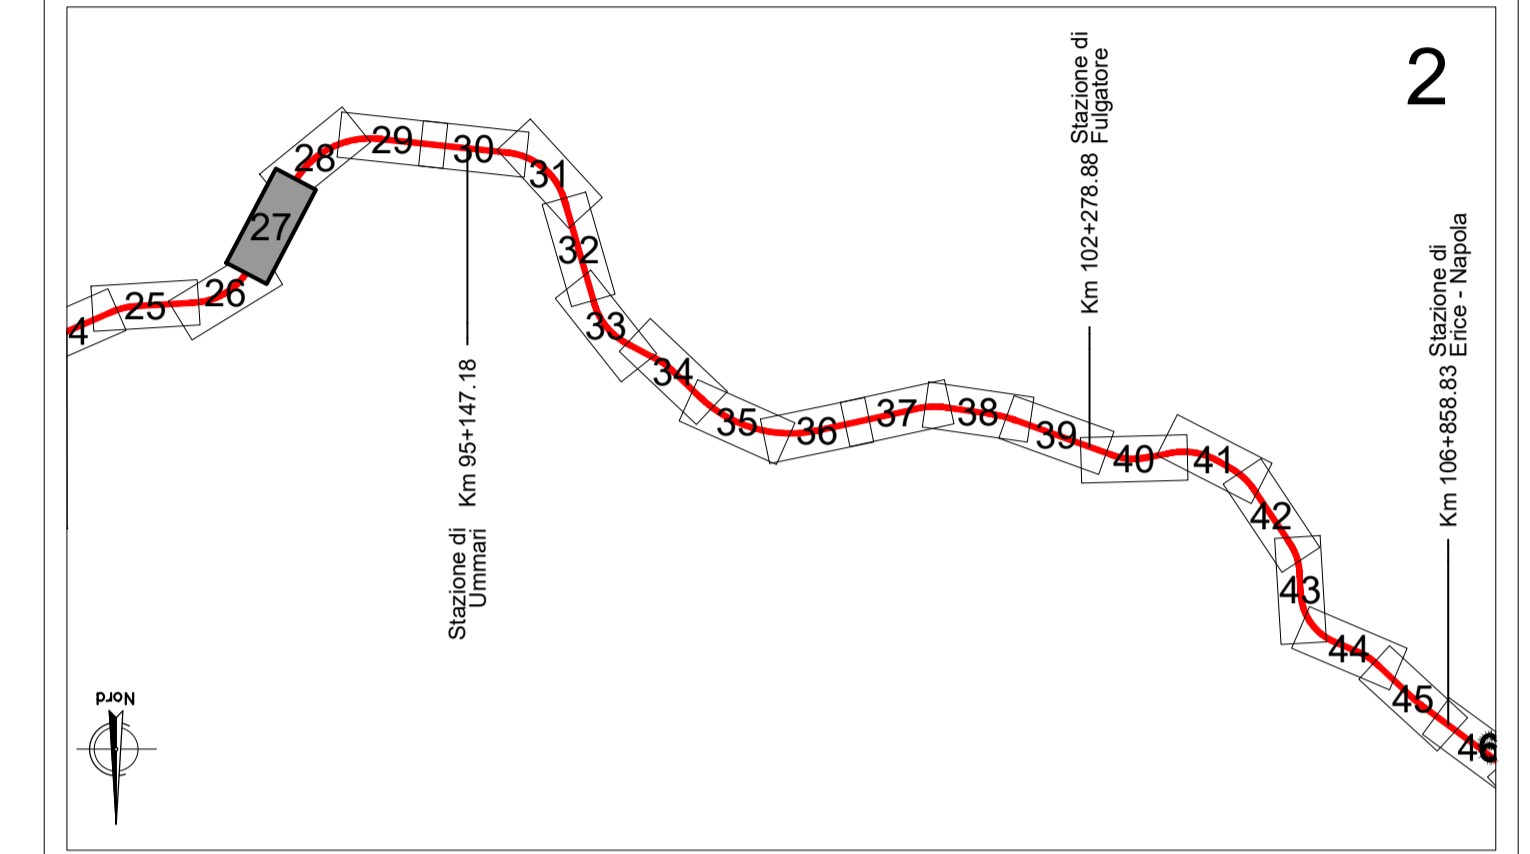 2
Stazione di
Fulgatore
Km 102+278.88
29
30
28
31
27
Stazione di
Erice - Napola
Km 106+858.83
32
26
25
4
33
34
Stazione di
Ummari
Km 95+147.18
35
36
37
38
39
40
41
42
43
44
45
46
Nord